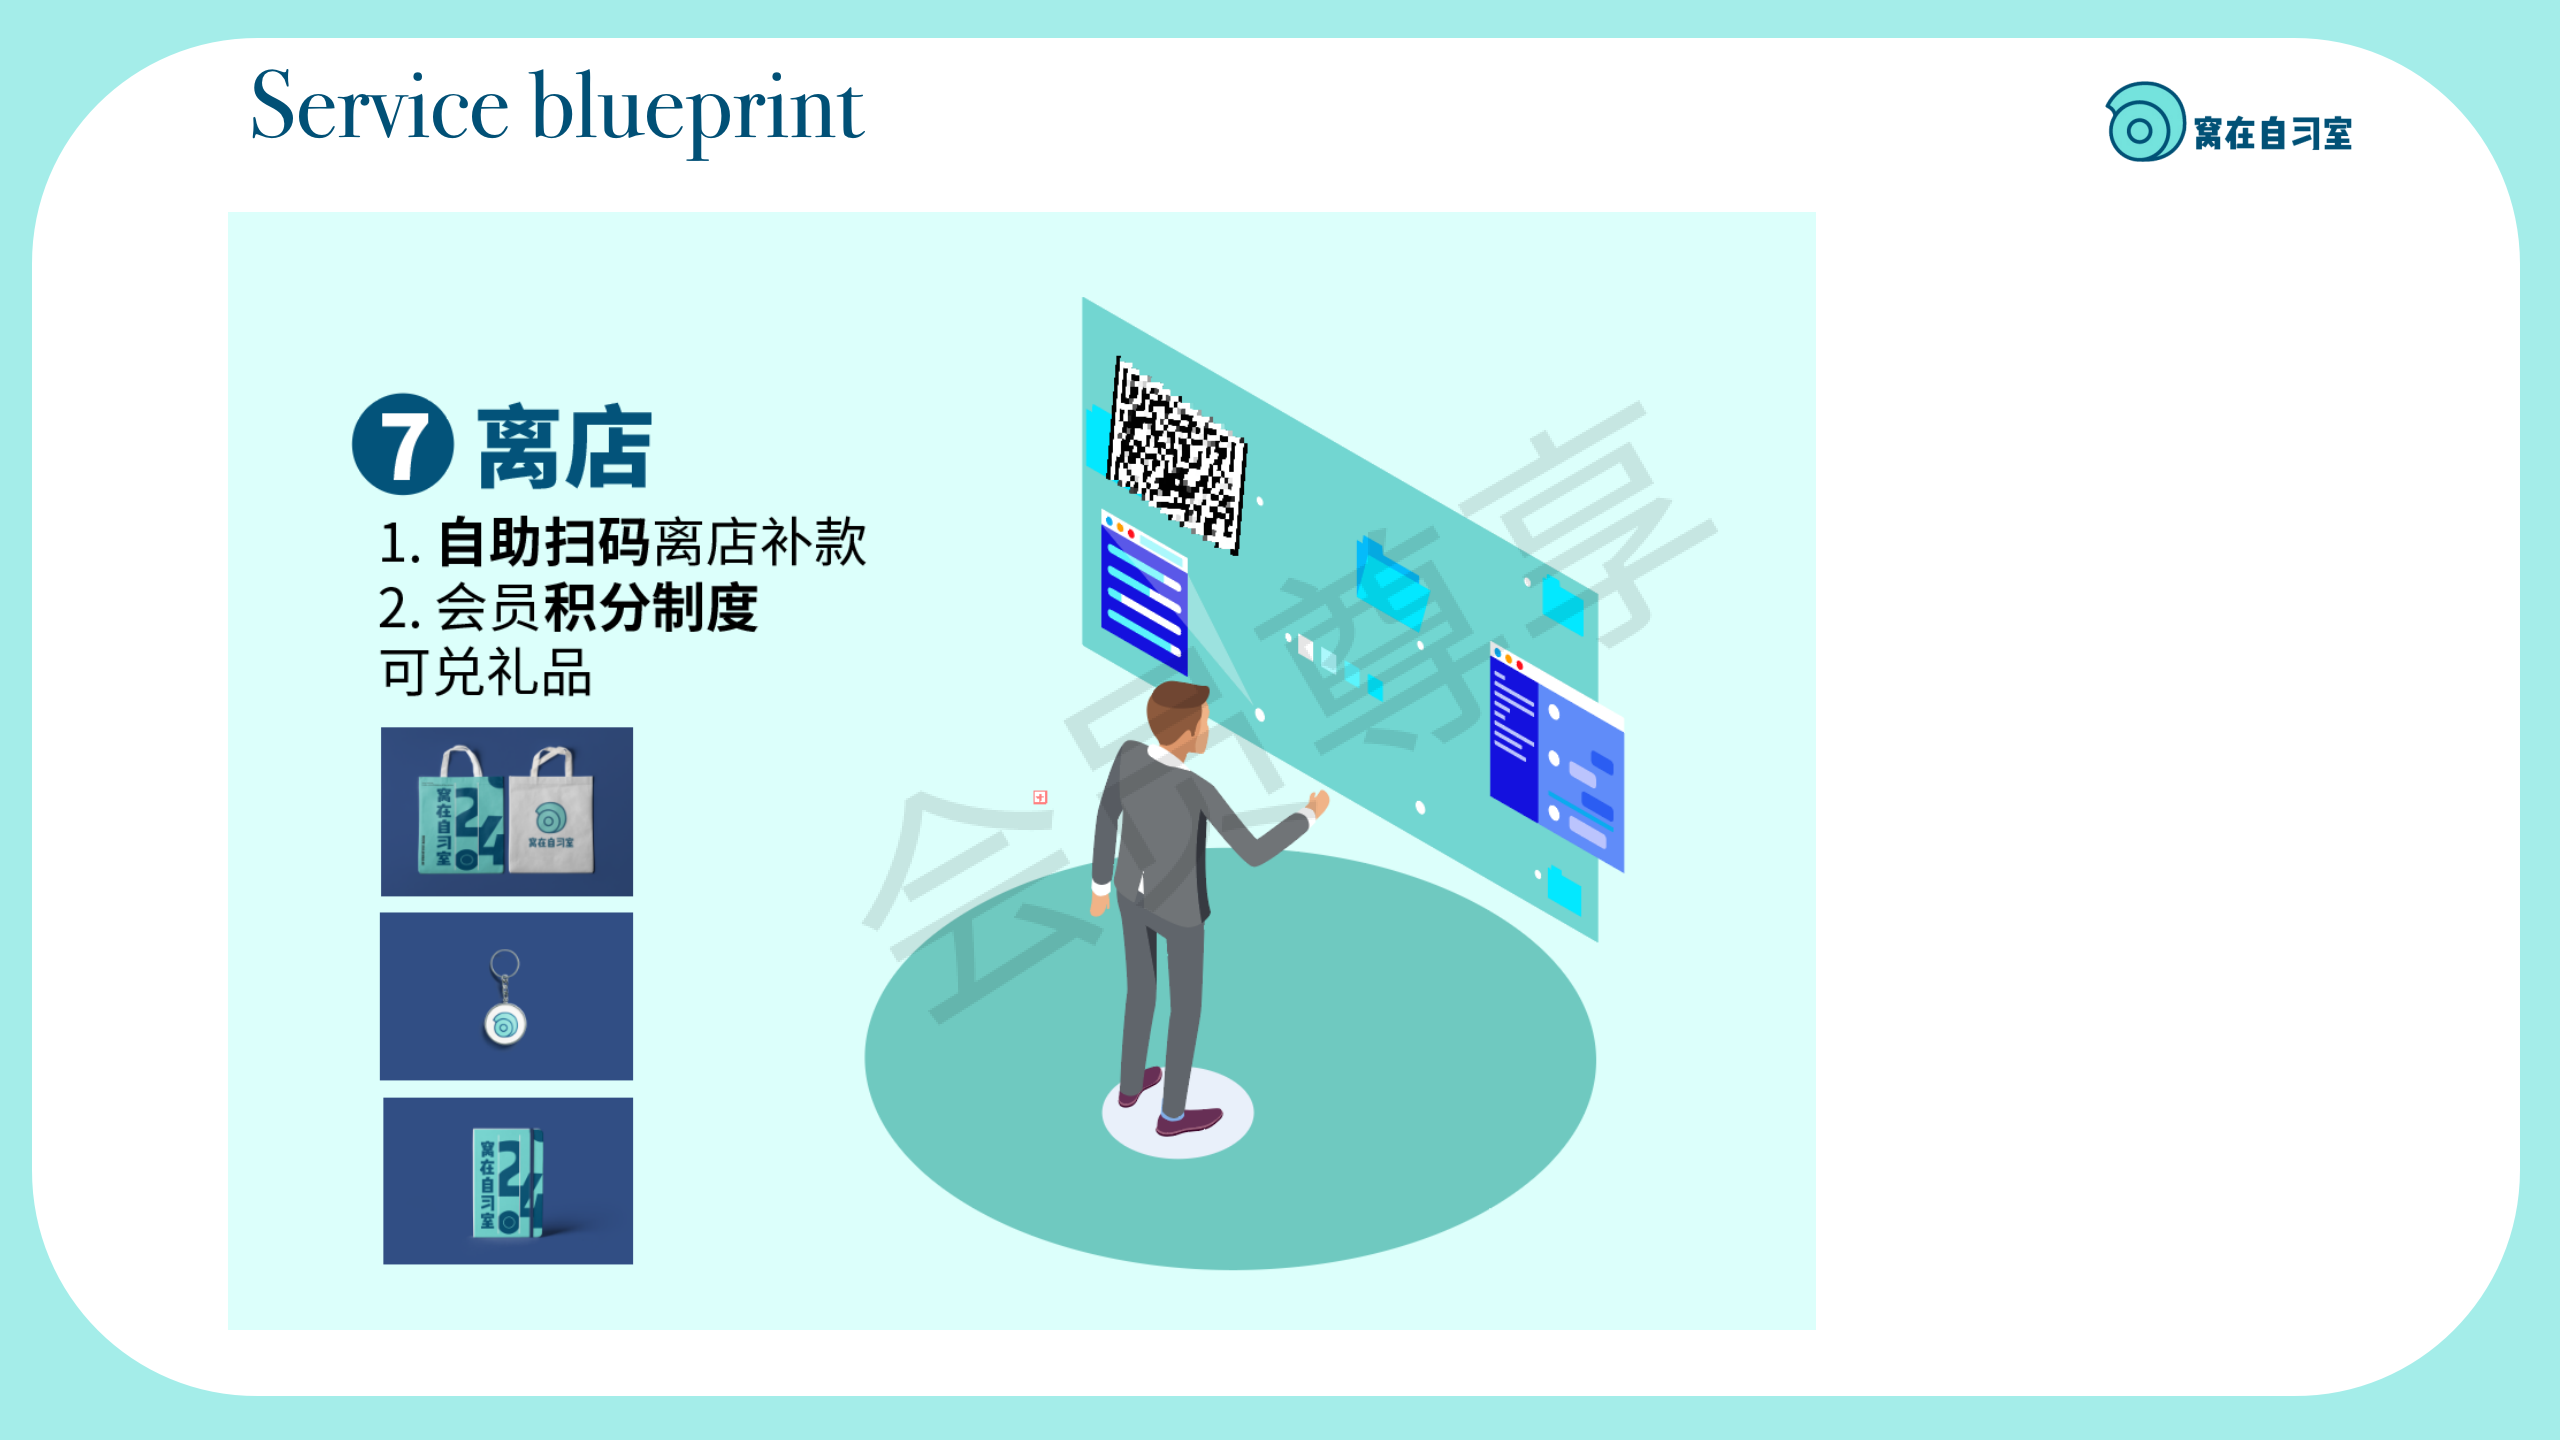 Service blueprint
窝在自习室
7 离店
1. 自助扫码离店补款
2. 会员积分制度
可兑礼品
窝在自习室
24
窝在自习室
窝在自习室
24
会员尊享